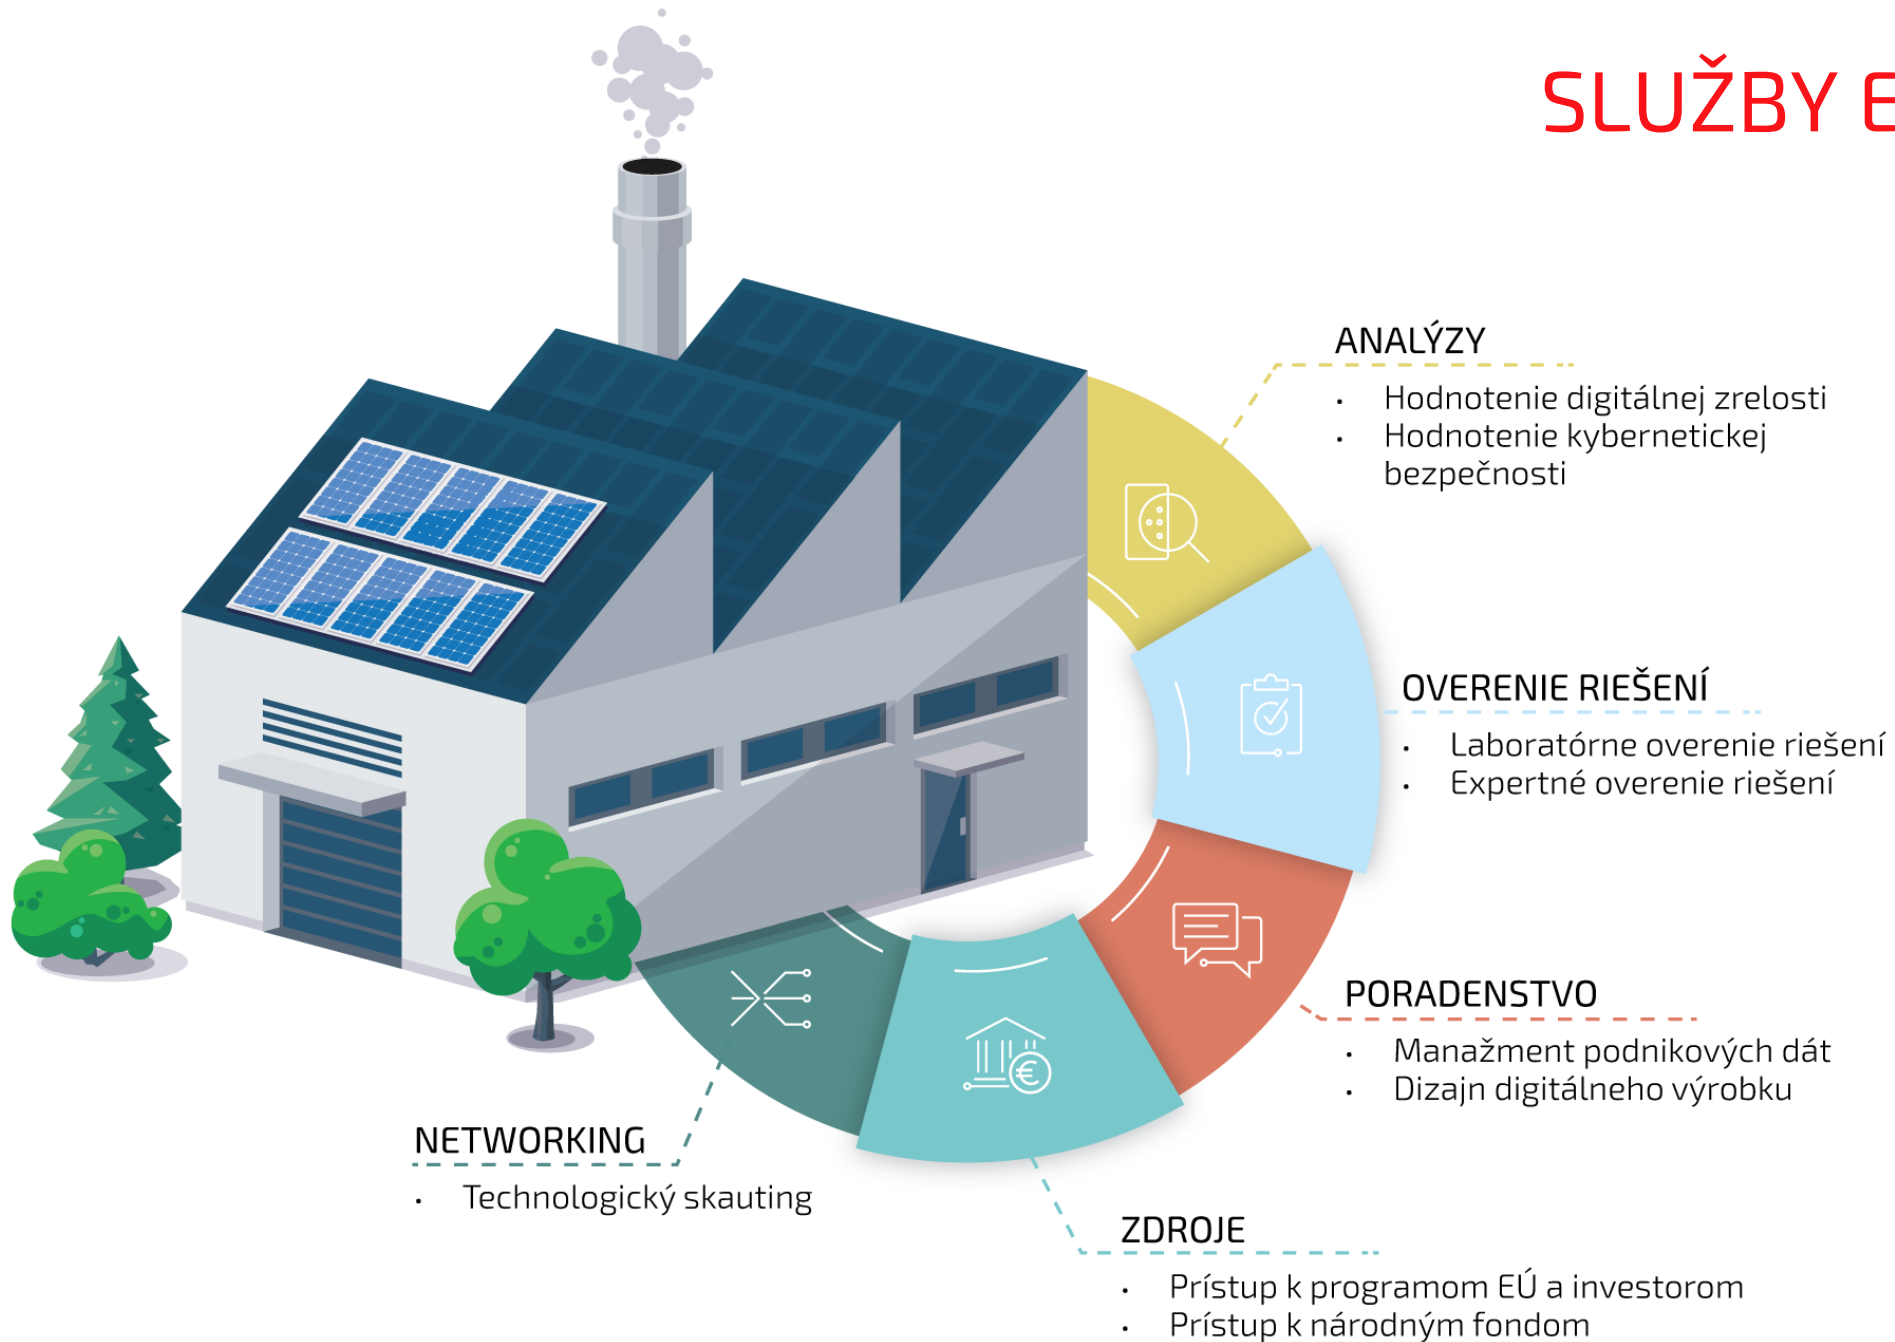 SLUŽBY E
ANALÝZY
• Hodnotenie digitálnej zrelosti
• Hodnotenie kybernetickej
bezpečnosti
OVERENIE RIEŠENÍ
• Laboratórne overenie riešení
• Expertné overenie riešení
PORADENSTVO
• Manažment podnikových dát
• Dizajn digitálneho výrobku
NETWORKING
• Technologický skauting
ZDROJE
• Prístup k programom EÚ a investorom
• Prístup k národným fondom